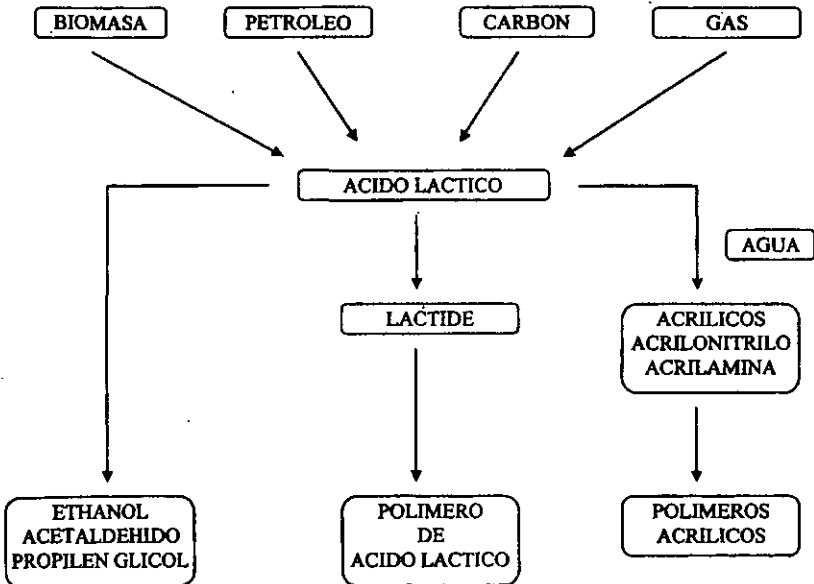 BIOMASA
PETROLEO
CARBON
GAS
ACIDO LACTICO
AGUA
LACTIDE
ACRILICOS
ACRILONITRILO
ACRILAMINA
ETHANOL
ACETALDEHIDO
PROPILEN GLICOL
POLIMERO
DE
ACIDO LACTICO
POLIMEROS
ACRILICOS